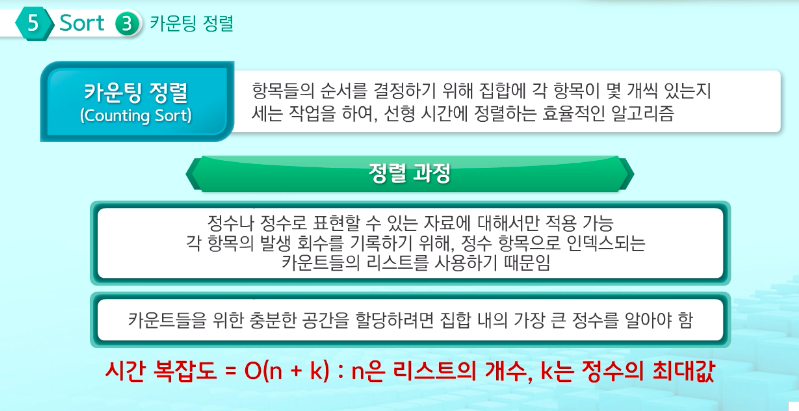 5 Sort 3 카운팅 정렬
카운팅 정렬
(Counting Sort)
항목들의 순서를 결정하기 위해 집합에 각 항목이 몇 개씩 있는지
세는 작업을 하여, 선형 시간에 정렬하는 효율적인 알고리즘
정렬 과정
정수나 정수로 표현할 수 있는 자료에 대해서만 적용 가능
각 항목의 발생 회수를 기록하기 위해, 정수 항목으로 인덱스되는
카운트들의 리스트를 사용하기 때문임
카운트들을 위한 충분한 공간을 할당하려면 집합 내의 가장 큰 정수를 알아야 함
시간 복잡도 = O(n + k) : n은 리스트의 개수, k는 정수의 최대값